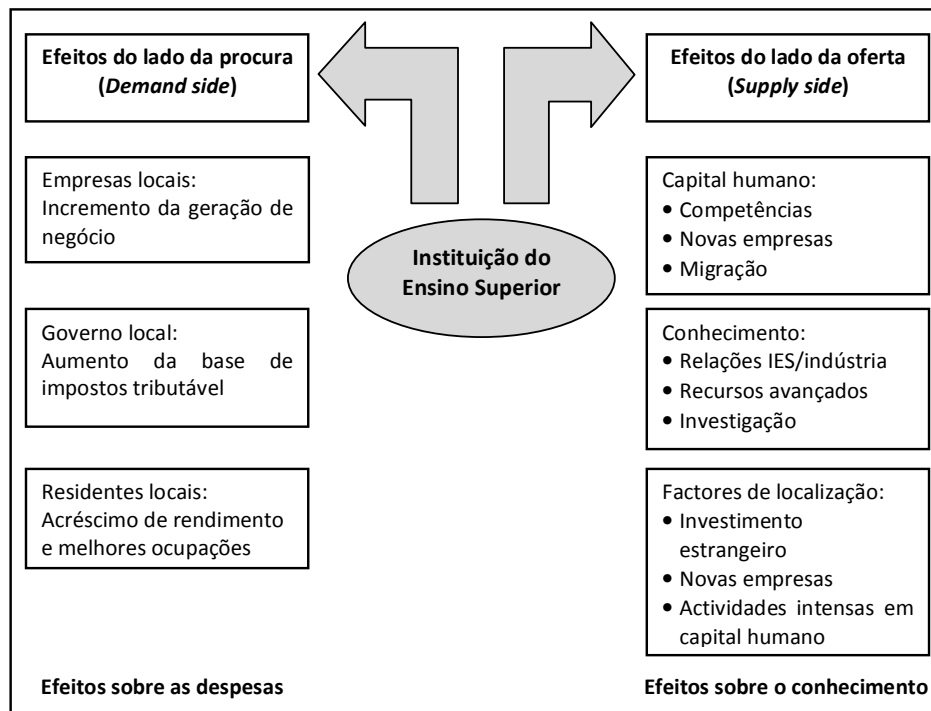 Efeitos do lado da procura
(Demand side)
Empresas locais:
Incremento da geração de
negócio
Governo local:
Aumento da base de
impostos tributável
Residentes locais:
Acréscimo de rendimento
e melhores ocupações
Efeitos sobre as despesas
Instituição do
Ensino Superior
Efeitos do lado da oferta
(Supply side)
Capital humano:
• Competências
• Novas empresas
• Migração
Conhecimento:
• Relações IES/indústria
• Recursos avançados
• Investigação
Factores de localização:
• Investimento
estrangeiro
• Novas empresas
• Actividades intensas em
capital humano
Efeitos sobre o conhecimento